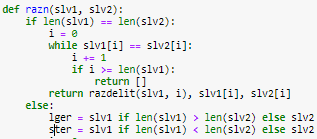 def razn(slv1, slv2):
    if len(slv1) == len(slv2):
        i = 0
        while slv1[i] == slv2[i]:
            i += 1
            if i >= len(slv1):
                return []
        return razdelit(slv1, i), slv1[i], slv2[i]
    else:
        lger = slv1 if len(slv1) > len(slv2) else slv2
        ster = slv1 if len(slv1) < len(slv2) else slv2